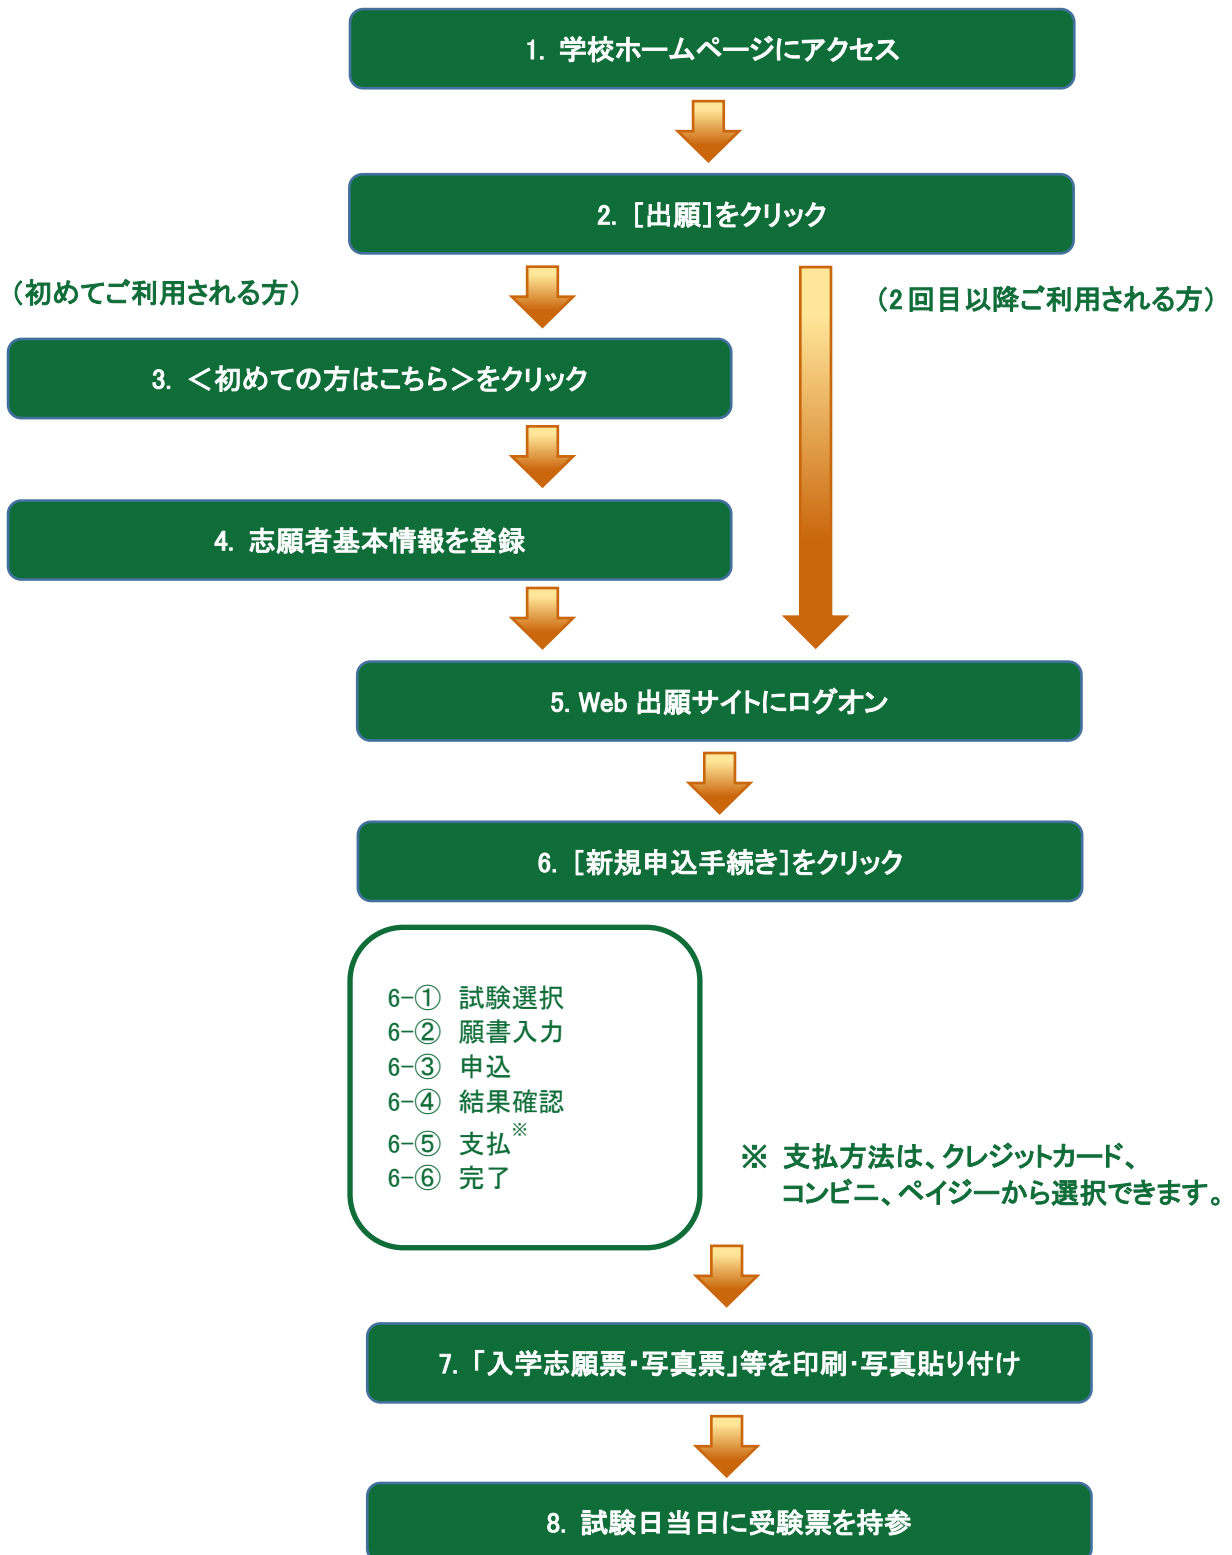 1. 学校ホームページにアクセス
2. [出願]をクリック
（初めてご利用される方）
（2回目以降ご利用される方）
3. ＜初めての方はこちら＞をクリック
4. 志願者基本情報を登録
5. Web 出願サイトにログオン
6. [新規申込手続き]をクリック
6-① 試験選択
6-② 願書入力
6-③ 申込
6-④ 結果確認
6-⑤ 支払※
6-⑥ 完了
※ 支払方法は、クレジットカード、
コンビニ、ペイジーから選択できます。
7. 「入学志願票・写真票」等を印刷・写真貼り付け
8. 試験日当日に受験票を持参